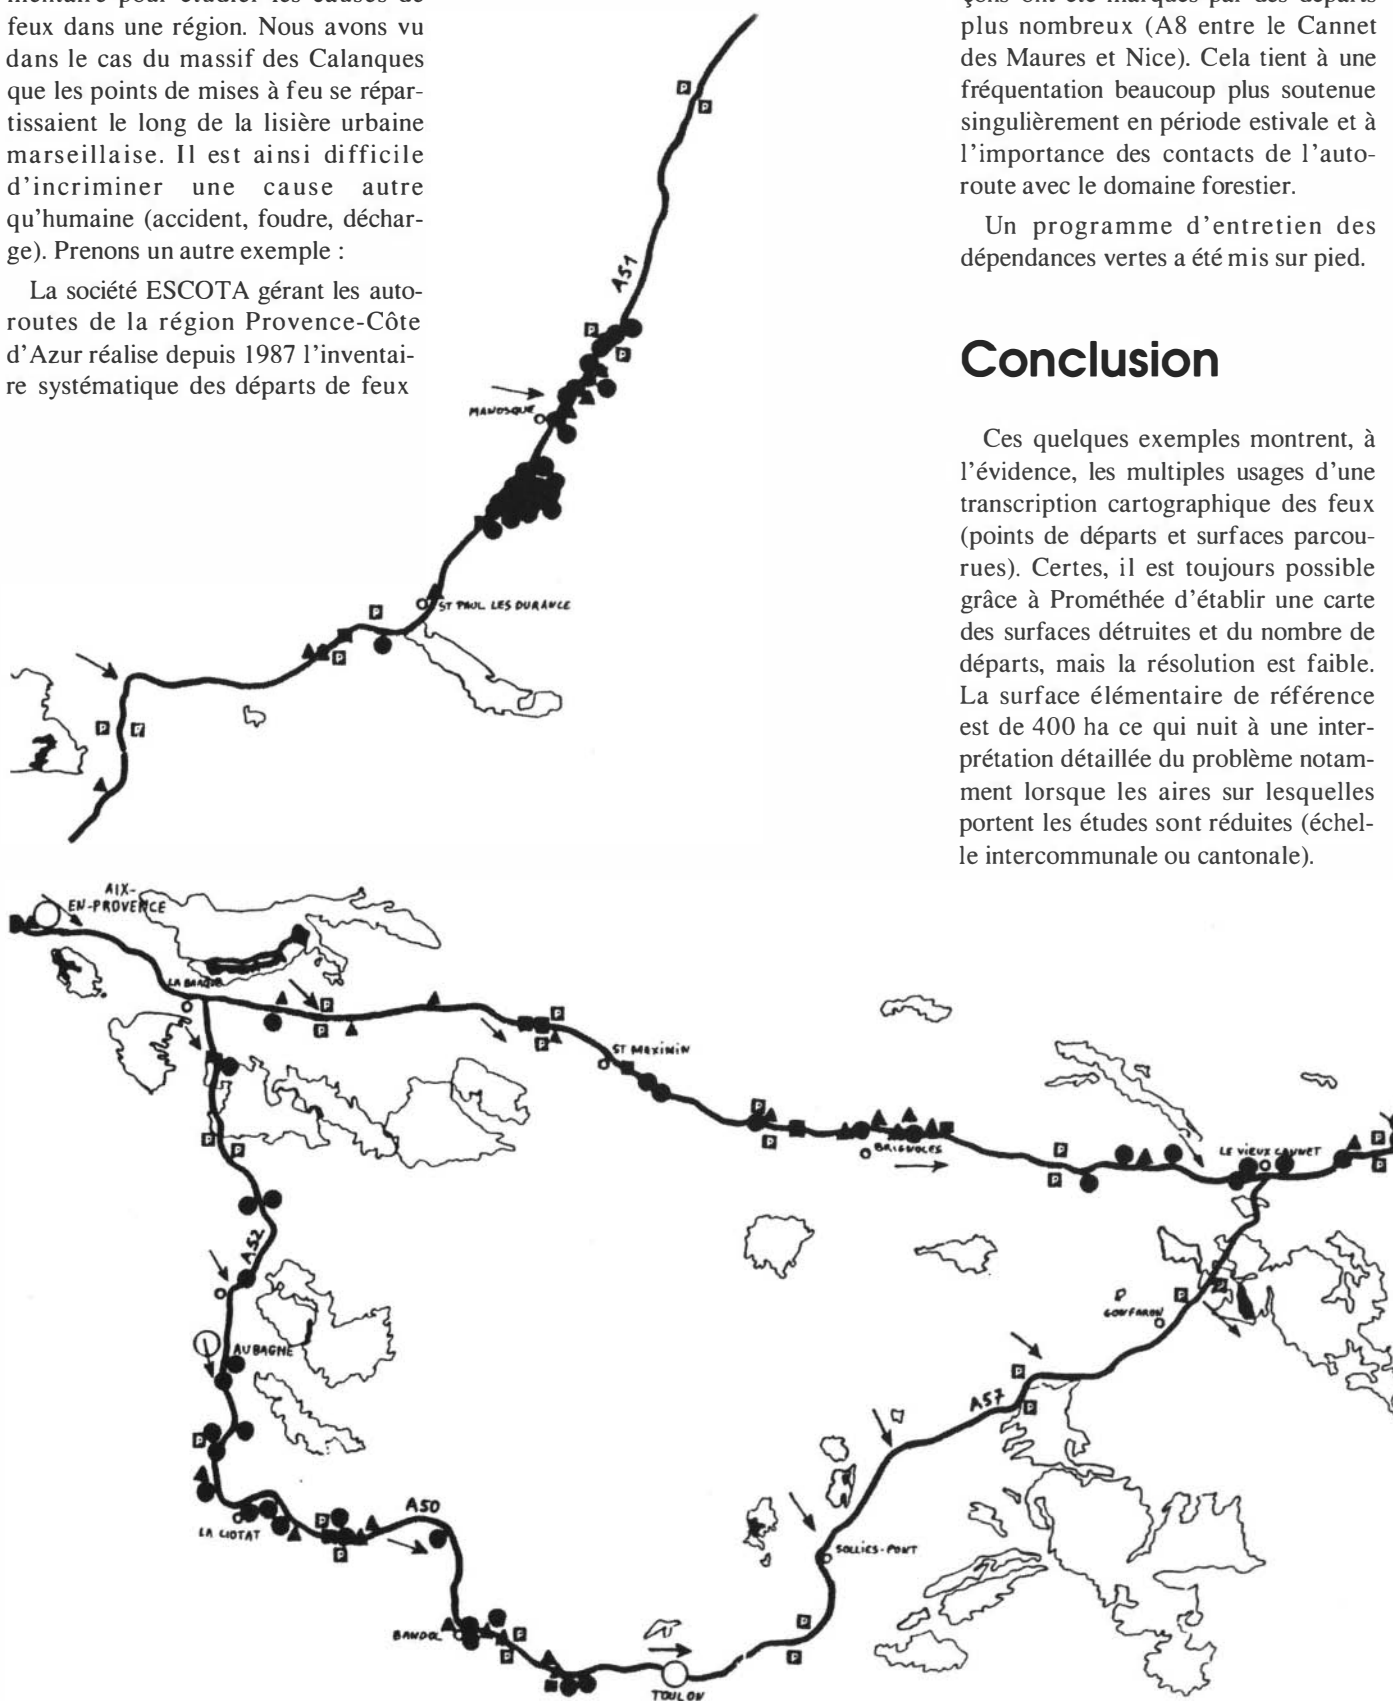 mentaire pour étudier les causes de
feux dans une région. Nous avons vu
dans le cas du massif des Calanques
que les points de mises à feu se répar-
tissaient le long de la lisière urbaine
marseillaise. Il est ainsi difficile
d'incriminer une cause autre
qu'humaine (accident, foudre, déchar-
ge). Prenons un autre exemple :
La société ESCOTA gérant les auto-
routes de la région Provence-Côte
d'Azur réalise depuis 1987 l'inventai-
re systématique des départs de feux
çons ont été marqués par des départs
plus nombreux (A8 entre le Cannet
des Maures et Nice). Cela tient à une
fréquentation beaucoup plus soutenue
singulièrement en période estivale et à
l'importance des contacts de l'auto-
route avec le domaine forestier.
Un programme d'entretien des
dépendances vertes a été mis sur pied.
Conclusion
Ces quelques exemples montrent, à
l'évidence, les multiples usages d'une
transcription cartographique des feux
(points de départs et surfaces parcou-
rues). Certes, il est toujours possible
grâce à Prométhée d'établir une carte
des surfaces détruites et du nombre de
départs, mais la résolution est faible.
La surface élémentaire de référence
est de 400 ha ce qui nuit à une inter-
prétation détaillée du problème notam-
ment lorsque les aires sur lesquelles
portent les études sont réduites (échel-
le intercommunale ou cantonale).
P
P
A51
P
P
MANOSQUE
ST PAUL LES DURANCE
P
P
P
P
AIX-
EN-PROVENCE
LA BARQUE
P
P
P
P
ST MAXIMIN
P
P
BRIGNOLES
P
P
LE VIEUX CANNET
P
P
P
P
A52
AUBAGNE
P
LA CIOTAT
P
P
A50
BANDOL
P
P
TOULON
P
P
SOLLIES-PONT
A57
P
P
P
GONFARON
P
P